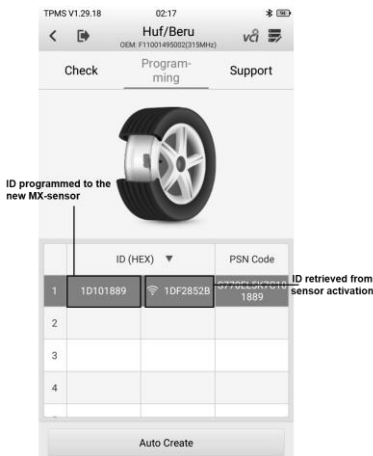 TPMS V1.29.18 02:17
Huf/Beru
OEM: F11001495002(315MHz)
VCI
Check
Program-
ming
Support
ID programmed to the
new MX-sensor
ID (HEX) ▼ PSN Code
ID retrieved from
sensor activation
1 1D101889 1DF2852B
1889
2
3
4
Auto Create